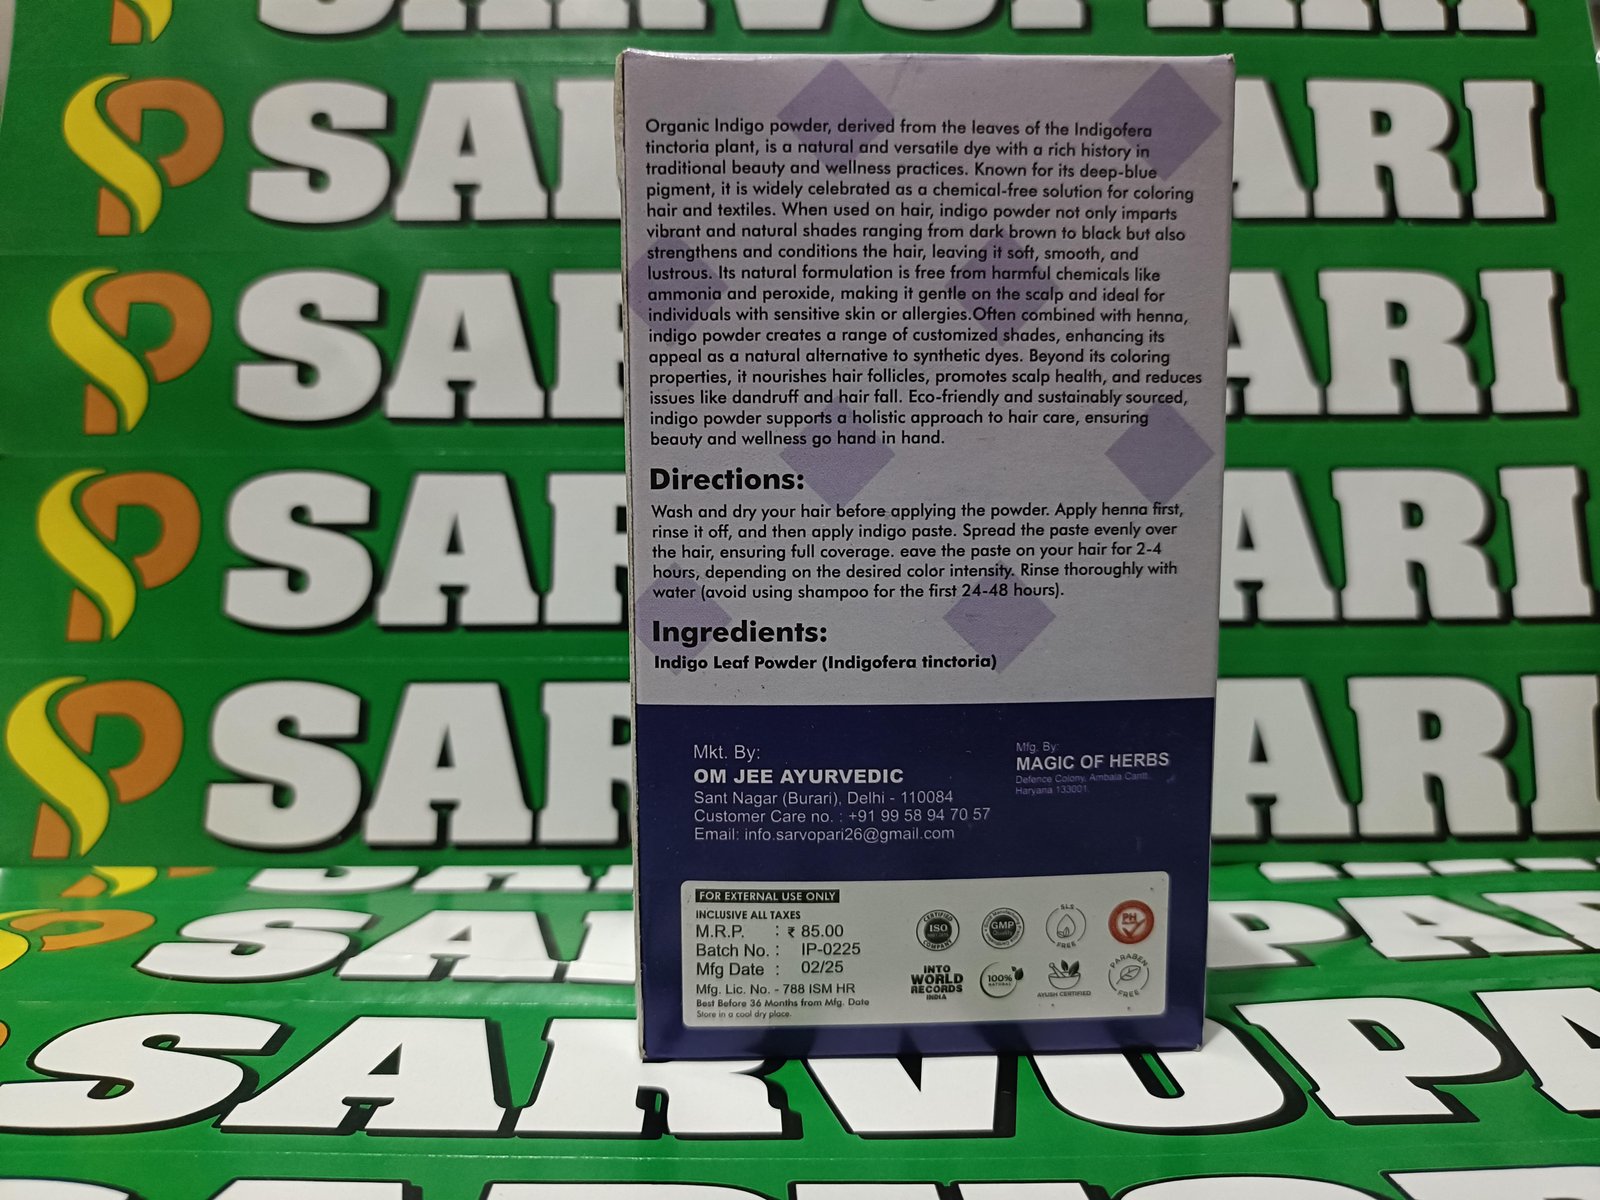 SARVOPARI
SARI
SARI
SARI
SARI
SARVOPARI
SARVOPA
Organic Indigo powder, derived from the leaves of the Indigofera
tinctoria plant, is a natural and versatile dye with a rich history in
traditional beauty and wellness practices. Known for its deep-blue
pigment, it is widely celebrated as a chemical-free solution for coloring
hair and textiles. When used on hair, indigo powder not only imparts
vibrant and natural shades ranging from dark brown to black but also
strengthens and conditions the hair, leaving it soft, smooth, and
lustrous. Its natural formulation is free from harmful chemicals like
ammonia and peroxide, making it gentle on the scalp and ideal for
individuals with sensitive skin or allergies.Often combined with henna,
indigo powder creates a range of customized shades, enhancing its
appeal as a natural alternative to synthetic dyes. Beyond its coloring
properties, it nourishes hair follicles, promotes scalp health, and reduces
issues like dandruff and hair fall. Eco-friendly and sustainably sourced,
indigo powder supports a holistic approach to hair care, ensuring
beauty and wellness go hand in hand.
Directions:
Wash and dry your hair before applying the powder. Apply henna first,
rinse it off, and then apply indigo paste. Spread the paste evenly over
the hair, ensuring full coverage. eave the paste on your hair for 2-4
hours, depending on the desired color intensity. Rinse thoroughly with
water (avoid using shampoo for the first 24-48 hours).
Ingredients:
Indigo Leaf Powder (Indigofera tinctoria)
Mkt. By:
OM JEE AYURVEDIC
Sant Nagar (Burari), Delhi - 110084
Customer Care no. : +91 99 58 94 70 57
Email: info.sarvopari26@gmail.com
Mfg. By:
MAGIC OF HERBS
Defence Colony, Ambala Cantt
Haryana 133001.
FOR EXTERNAL USE ONLY
INCLUSIVE ALL TAXES
M.R.P. : ₹ 85.00
Batch No. : IP-0225
Mfg Date : 02/25
Mfg. Lic. No. - 788 ISM HR
Best Before 36 Months from Mfg. Date
Store in a cool dry place.
CERTIFIED
ISO
COMPANY
GMP
Quality
SLS
FREE
PH
INTO
WORLD
RECORDS
INDIA
100%
NATURAL
AYUSH CERTIFIED
PARABEN
FREE